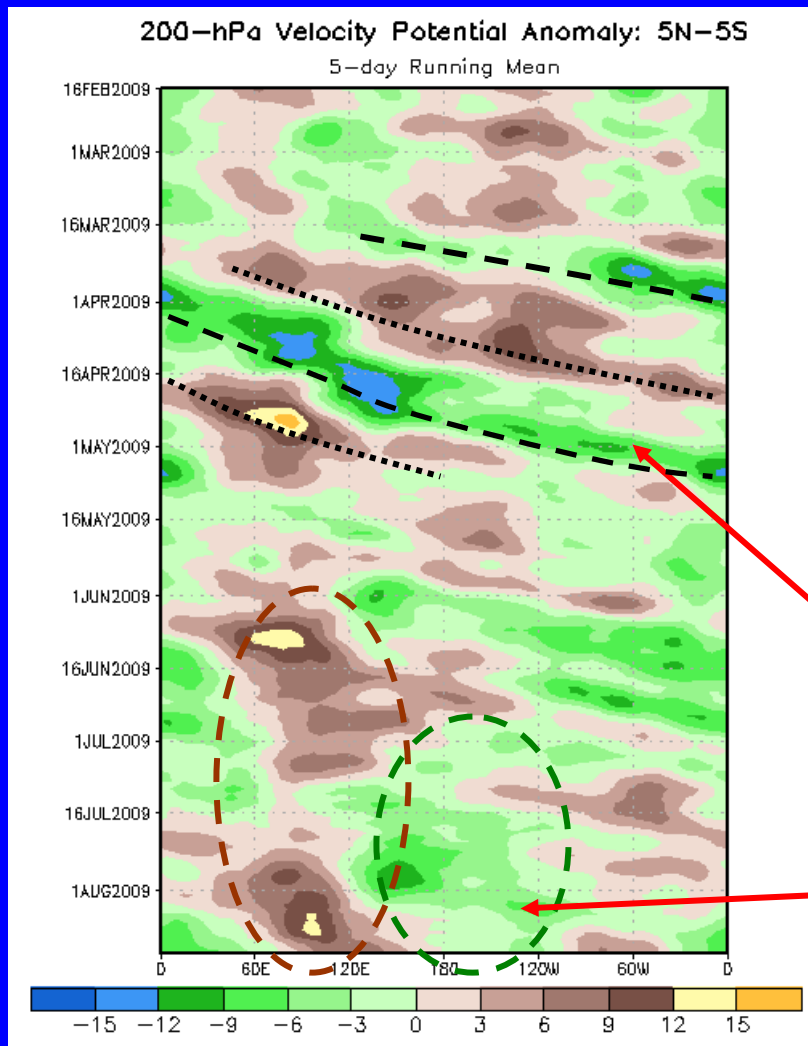 200-hPa Velocity Potential Anomaly: 5N-5S
5-day Running Mean
16FEB2009
1MAR2009
16MAR2009
1APR2009
16APR2009
1MAY2009
16MAY2009
1JUN2009
16JUN2009
1JUL2009
16JUL2009
1AUG2009
0 60E 120E 180 120W 60W 0
-15 -12 -9 -6 -3 0 3 6 9 12 15